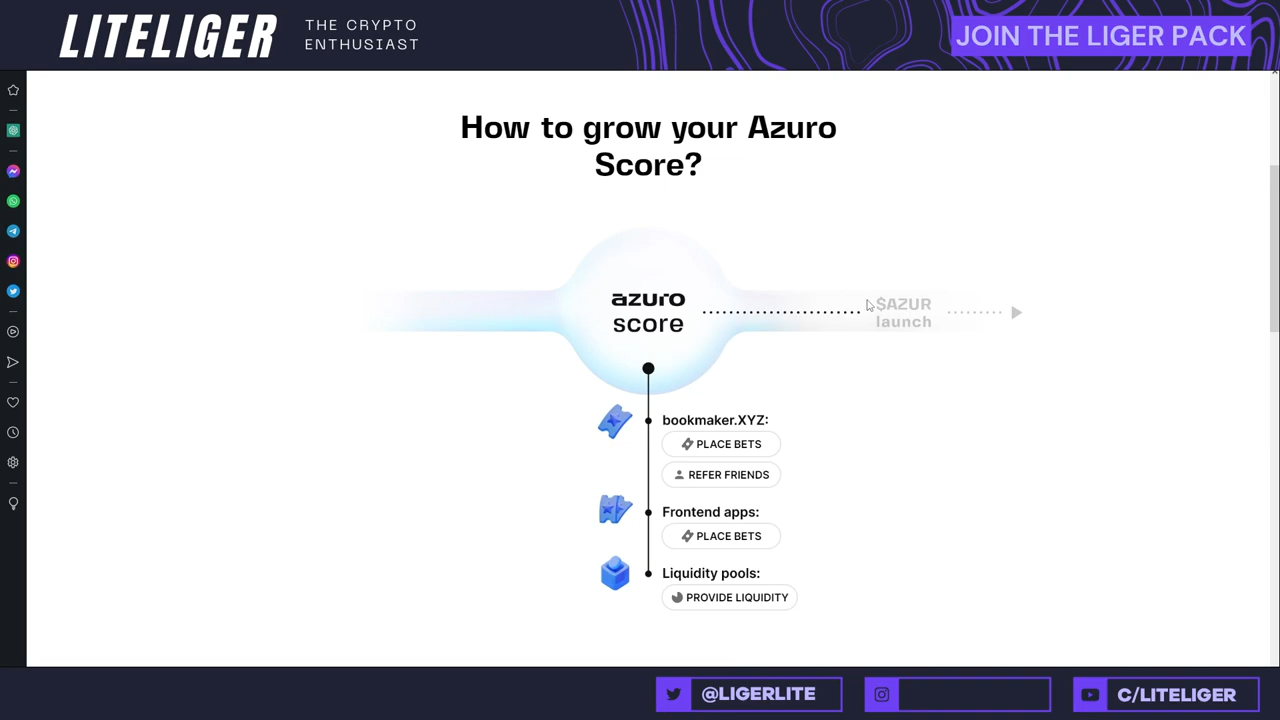 LITELIGER
THE CRYPTO
ENTHUSIAST
JOIN THE LIGER PACK
How to grow your Azuro
Score?
azuro
score
$AZUR
launch
bookmaker.XYZ:
PLACE BETS
REFER FRIENDS
Frontend apps:
PLACE BETS
Liquidity pools:
PROVIDE LIQUIDITY
@LIGERLITE
C/LITELIGER